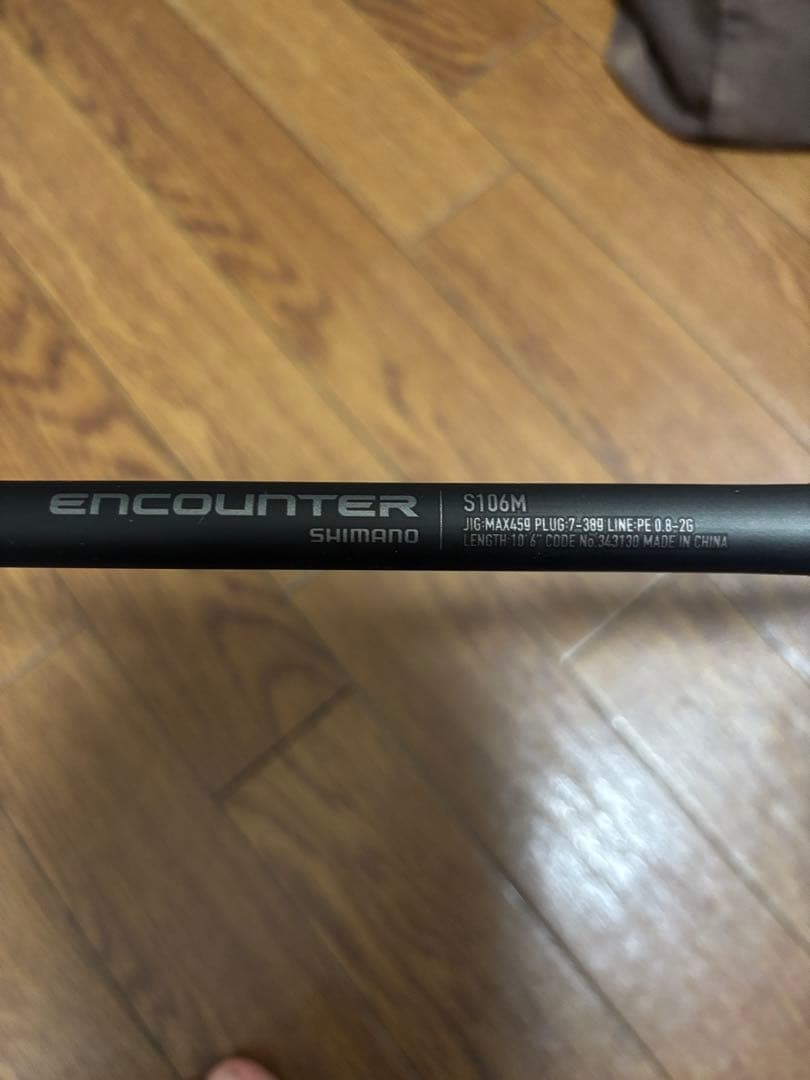 ENCOUNTER
SHIMANO
S106M
JIG:MAX45g PLUG:7-38g LINE:PE 0.8-2G
LENGTH:10'6" CODE No.343130 MADE IN CHINA